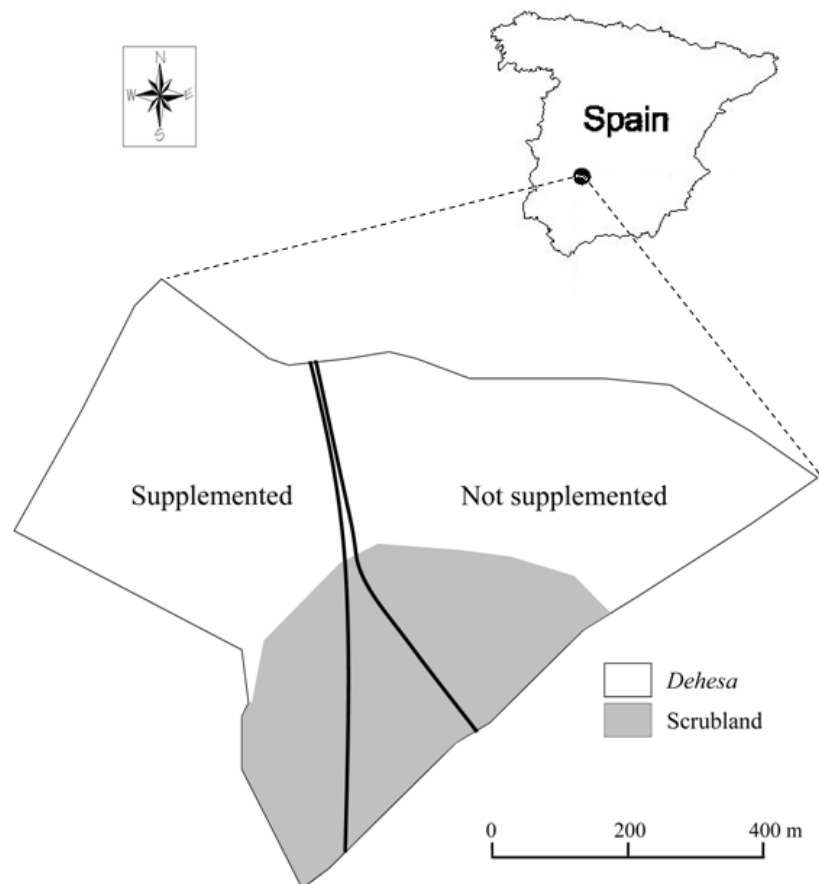 N
W E
S
Spain
Supplemented Not supplemented
Dehesa
Scrubland
0 200 400 m